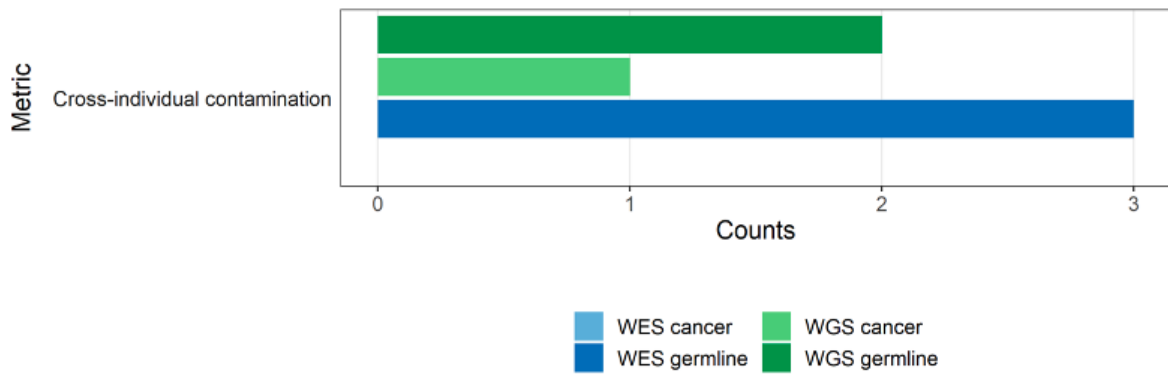 Metric
Cross-individual contamination
0 1 2 3
Counts
WES cancer WGS cancer
WES germline WGS germline